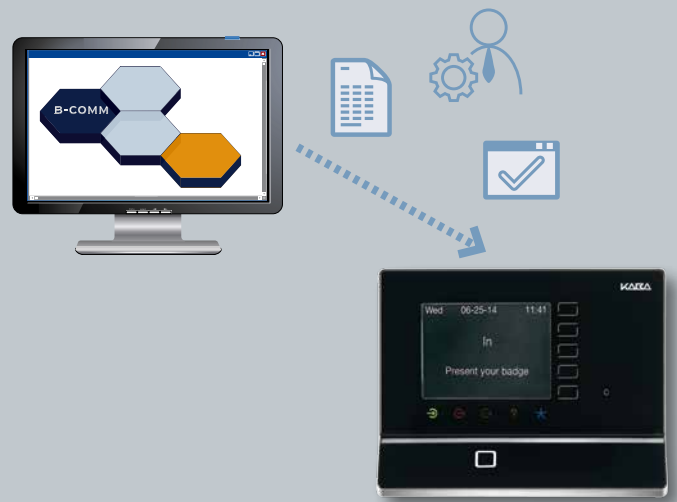 B-COMM
KABA
Wed 06-25-14 11:41
In
Present your badge